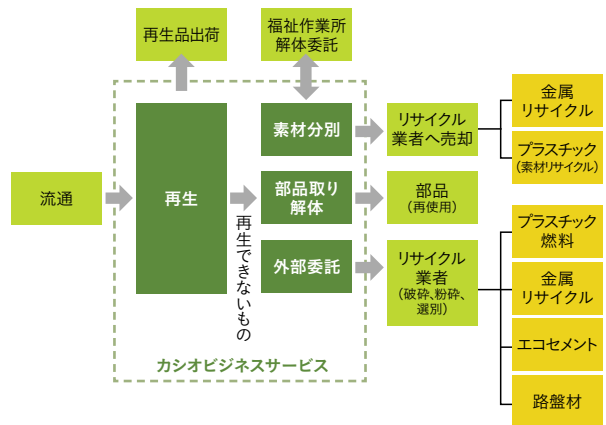 再生品出荷
福祉作業所
解体委託
流通
再生
再生できないもの
素材分別
部品取り
解体
外部委託
カシオビジネスサービス
リサイクル
業者へ売却
部品
(再使用)
リサイクル
業者
(破砕、粉砕、
選別)
金属
リサイクル
プラスチック
(素材リサイクル)
プラスチック
燃料
金属
リサイクル
エコセメント
路盤材